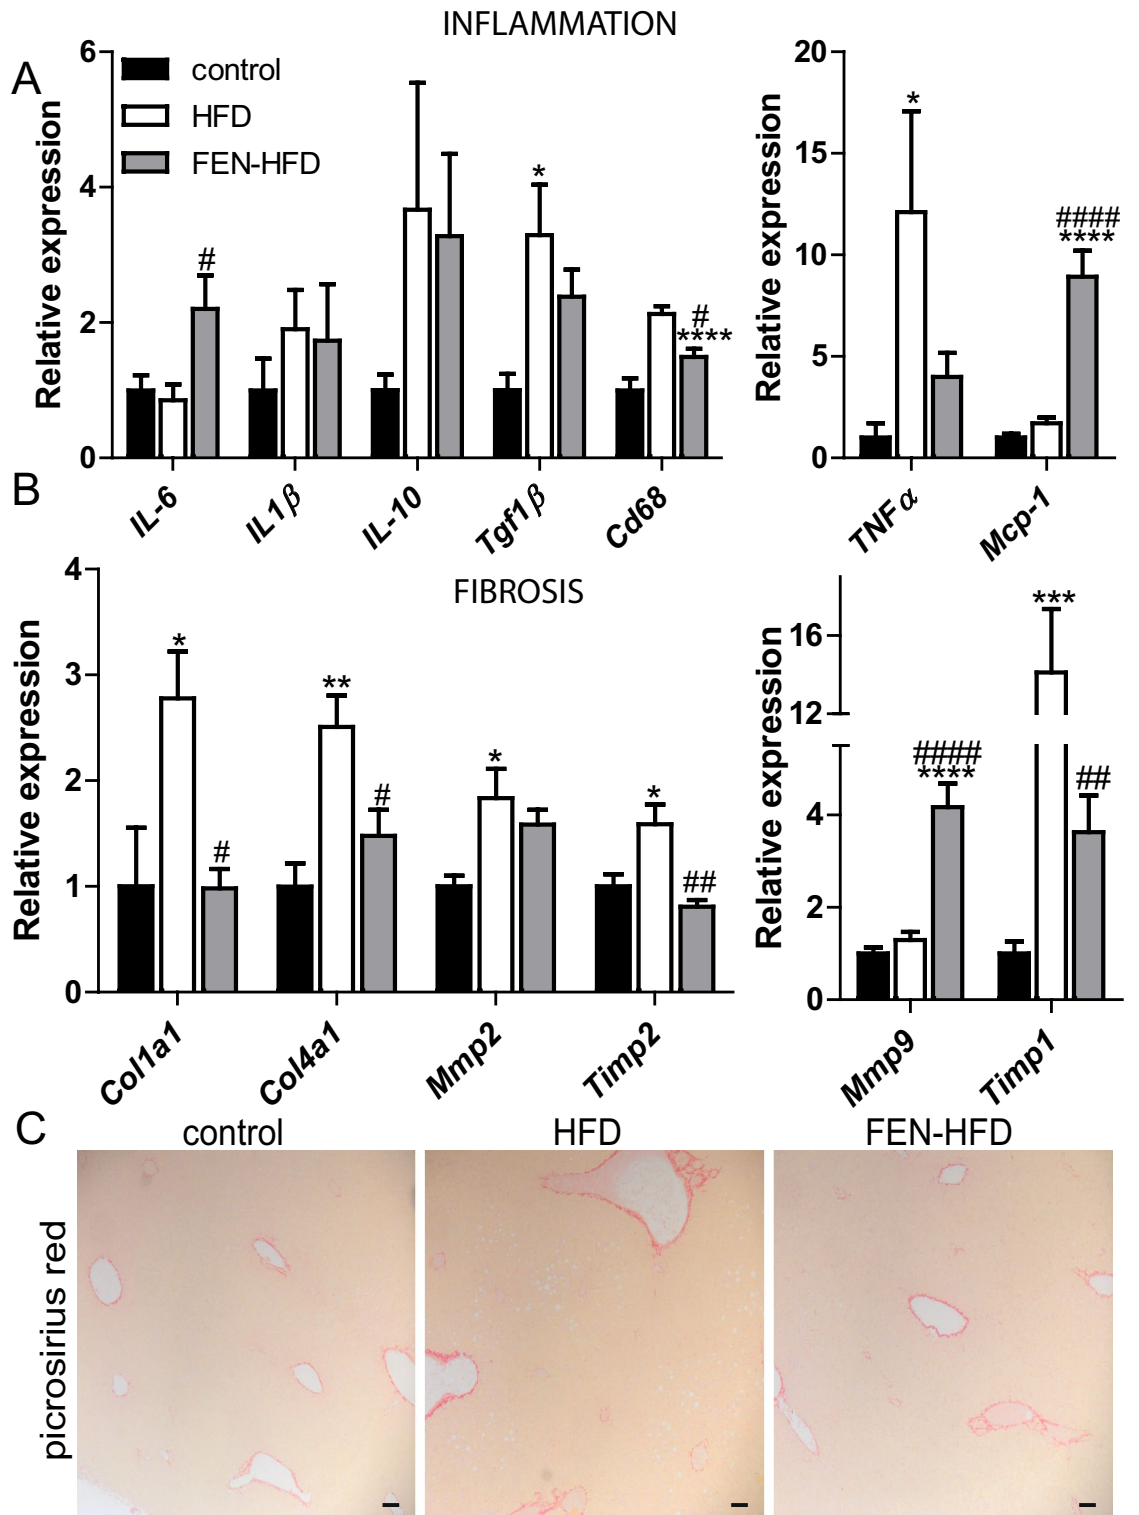 INFLAMMATION
A
control
HFD
FEN-HFD
Relative expression
6
4
2
0
#
*
#
****
IL-6
IL1β
IL-10
Tgf1β
Cd68
Relative expression
20
15
10
5
0
*
####
****
TNFα
Mcp-1
B
FIBROSIS
Relative expression
4
3
2
1
0
*
#
**
#
*
*
##
Col1a1
Col4a1
Mmp2
Timp2
Relative expression
16
12
4
2
0
####
****
***
##
Mmp9
Timp1
C
control
HFD
FEN-HFD
picrosirius red